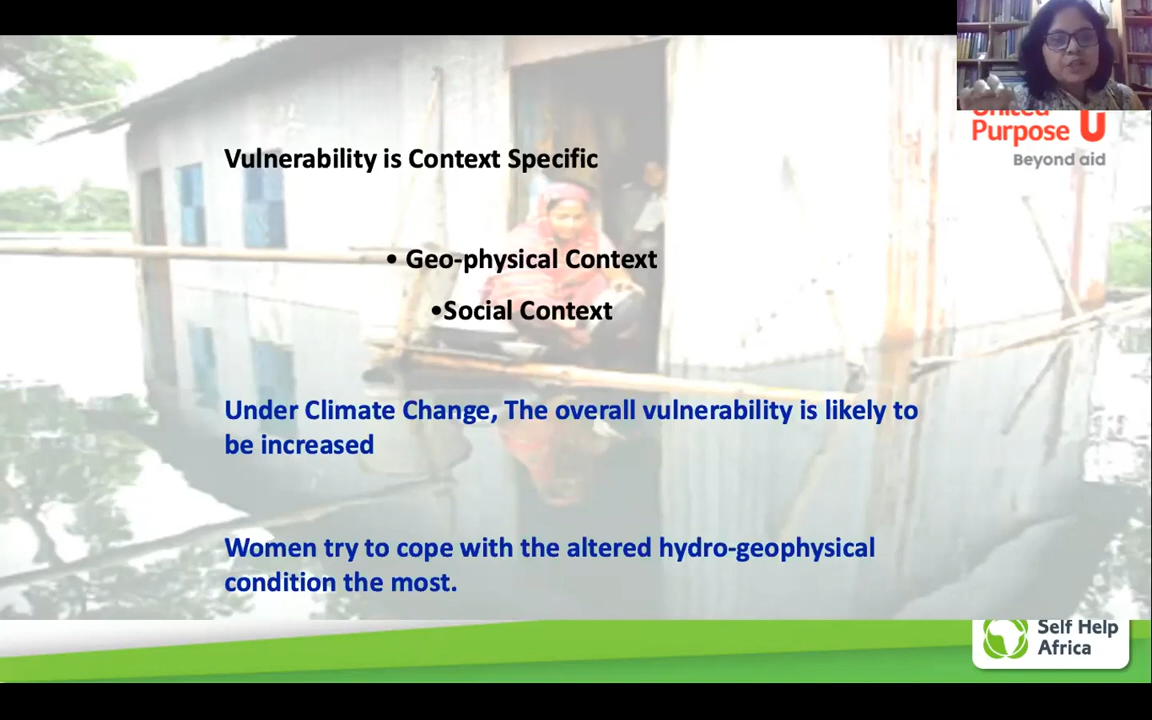 United
Purpose
Beyond aid
Vulnerability is Context Specific
• Geo-physical Context
•Social Context
Under Climate Change, The overall vulnerability is likely to
be increased
Women try to cope with the altered hydro-geophysical
condition the most.
Self Help
Africa